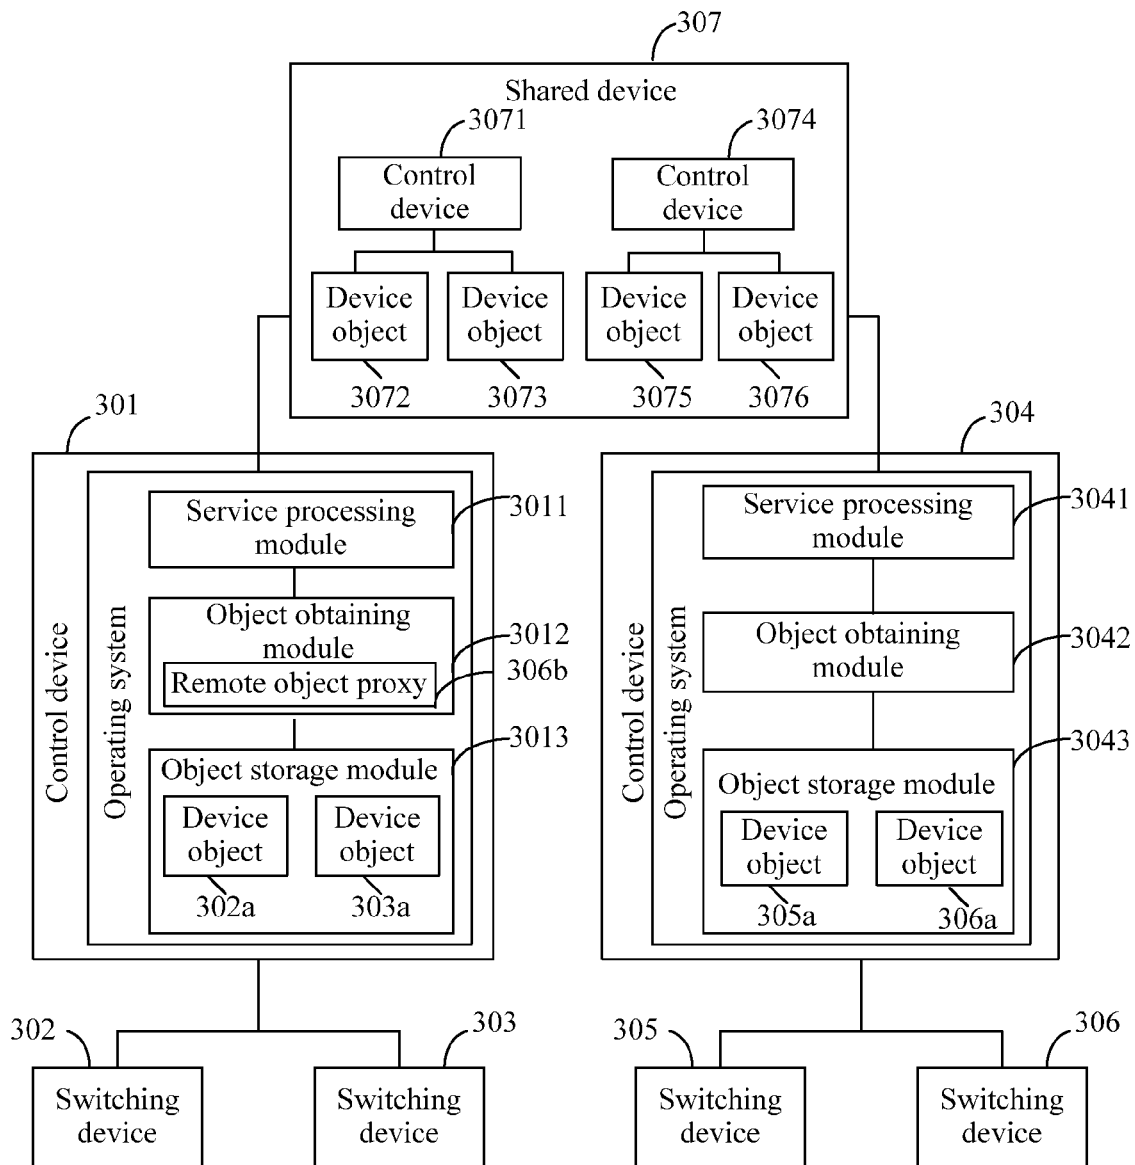 307
Shared device
3071
3074
Control
device
Control
device
Device
object
Device
object
Device
object
Device
object
3072
3073
3075
3076
301
304
Control device
Operating system
Service processing
module
3011
Object obtaining
module
3012
Remote object proxy
306b
3013
Object storage module
Device
object
Device
object
302a
303a
Control device
Operating system
Service processing
module
3041
Object obtaining
module
3042
3043
Object storage module
Device
object
Device
object
305a
306a
302
303
305
306
Switching
device
Switching
device
Switching
device
Switching
device